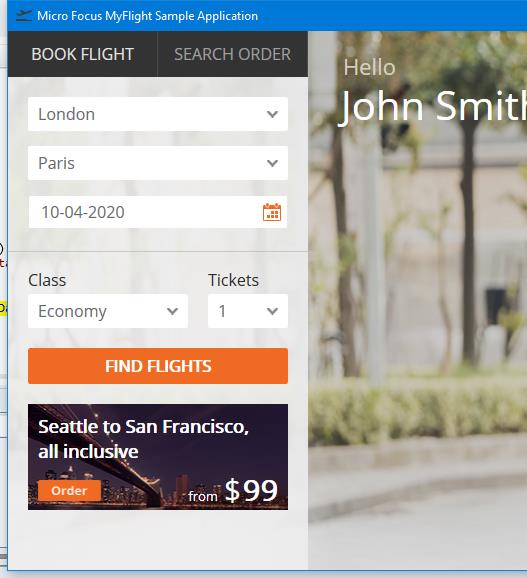 Micro Focus MyFlight Sample Application
BOOK FLIGHT
SEARCH ORDER
Hello
John Smith
London
Paris
10-04-2020
Class
Tickets
Economy
1
FIND FLIGHTS
Seattle to San Francisco,
all inclusive
Order
from $99